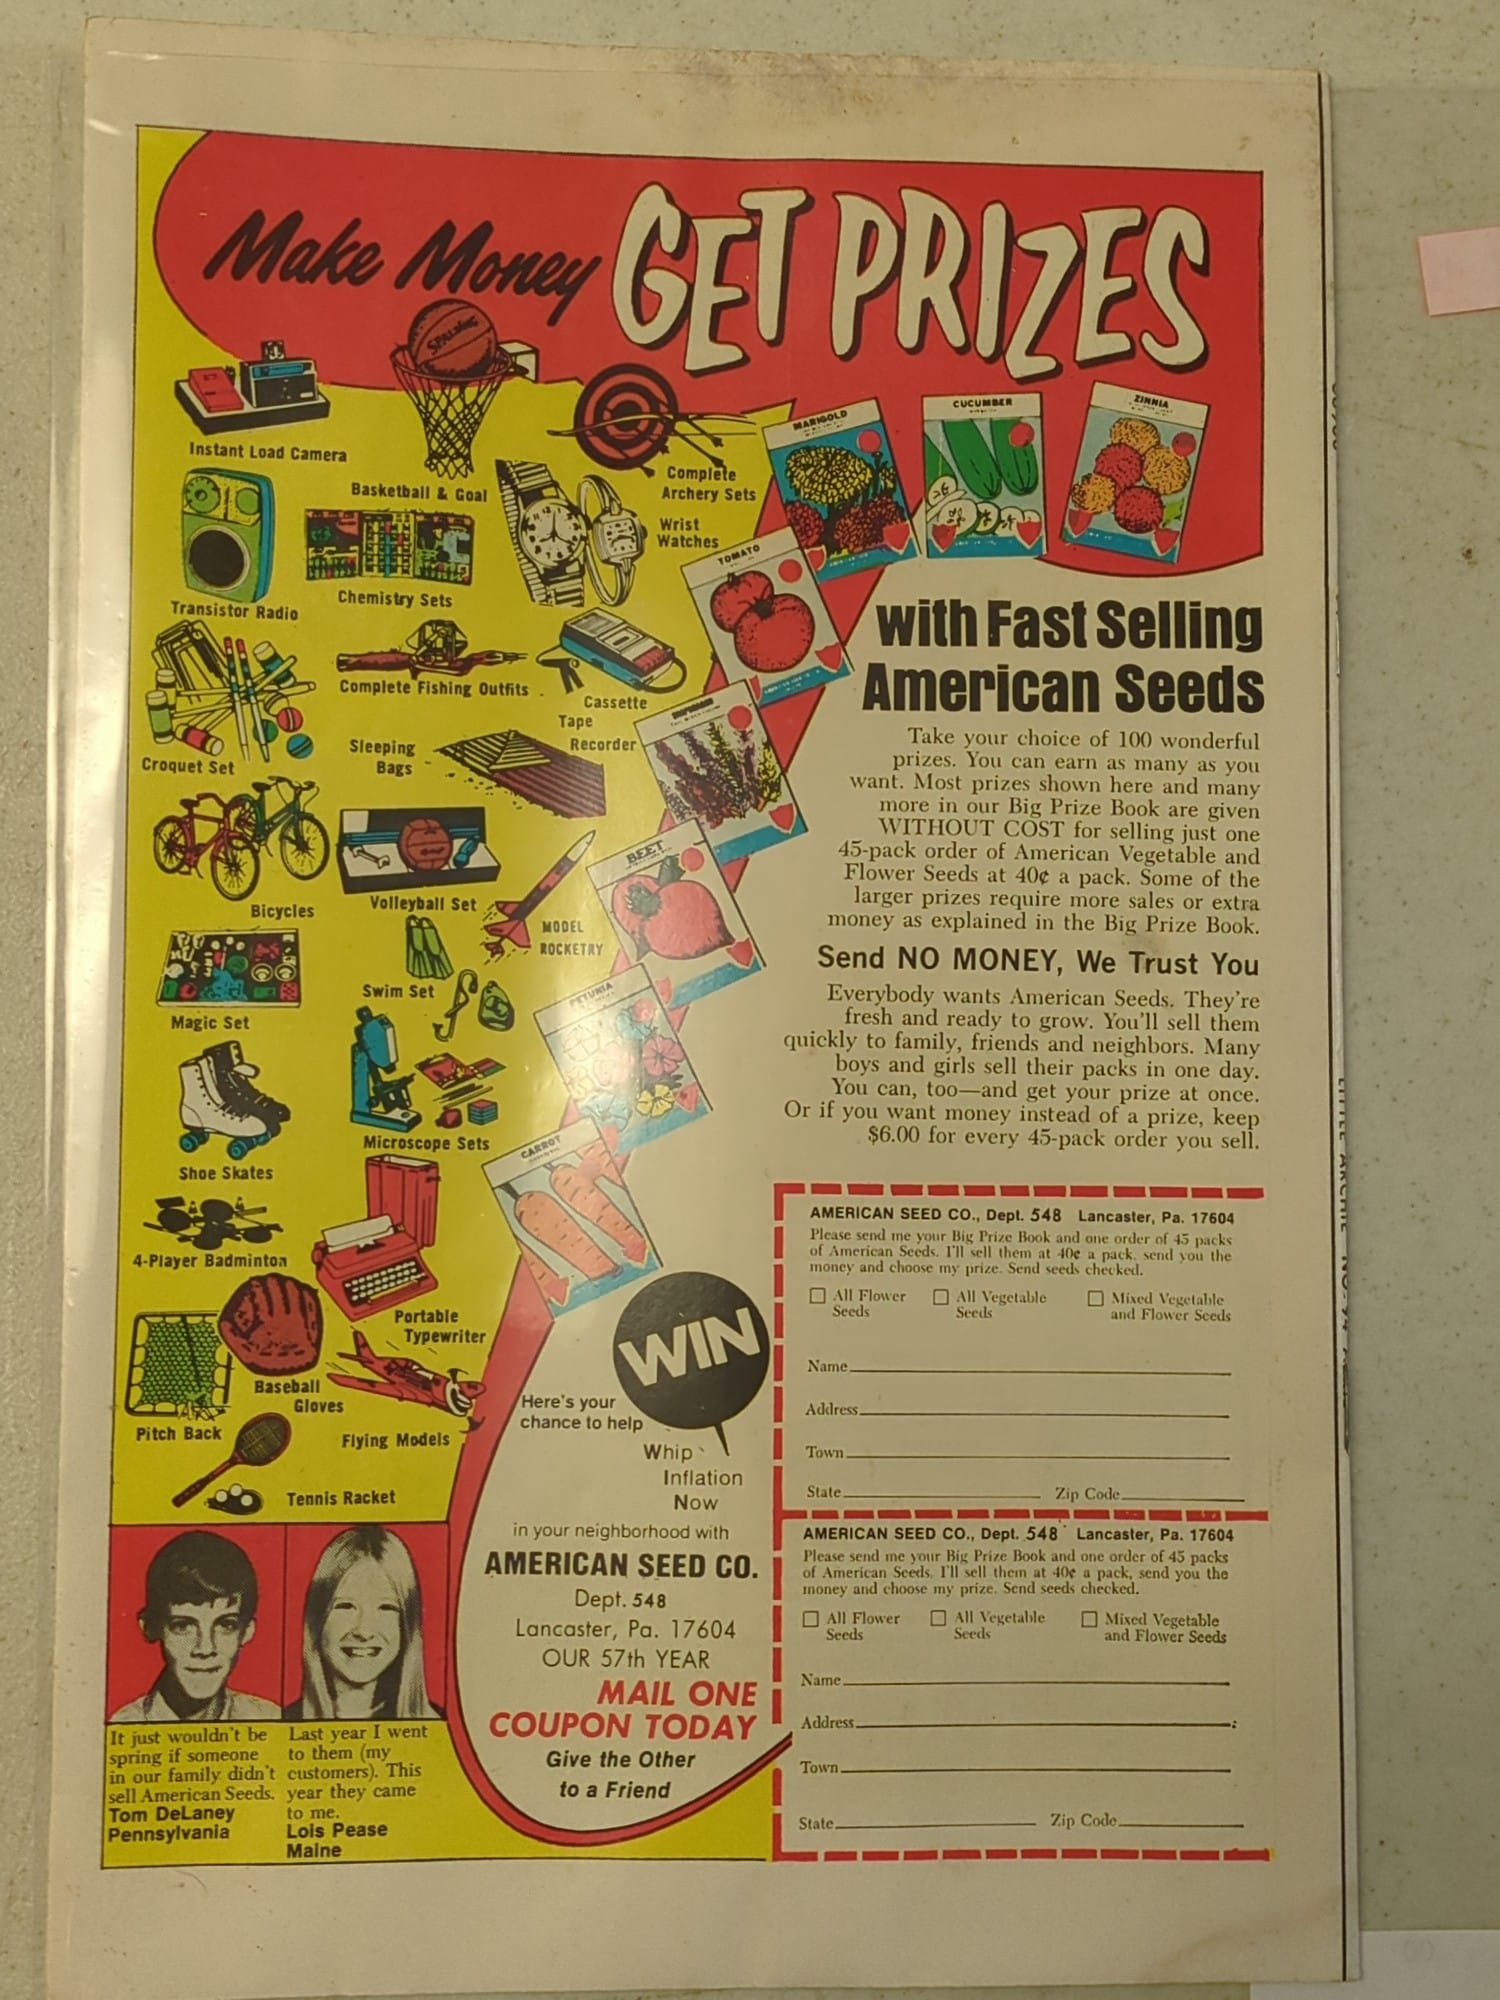 Make Money GET PRIZES
SPALDING
Instant Load Camera
Basketball & Goal
Complete
Archery Sets
Transistor Radio
Chemistry Sets
Wrist
Watches
Croquet Set
Complete Fishing Outfits
Cassette
Tape
Recorder
Sleeping
Bags
Bicycles
Volleyball Set
MODEL
ROCKETRY
Magic Set
Swim Set
Shoe Skates
Microscope Sets
4-Player Badminton
Portable
Typewriter
Pitch Back
Baseball
Gloves
Flying Models
Tennis Racket
MARIGOLD
CUCUMBER
ZINNIA
TOMATO
BEET
PETUNIA
CARROT
with Fast Selling
American Seeds
Take your choice of 100 wonderful
prizes. You can earn as many as you
want. Most prizes shown here and many
more in our Big Prize Book are given
WITHOUT COST for selling just one
45-pack order of American Vegetable and
Flower Seeds at 40¢ a pack. Some of the
larger prizes require more sales or extra
money as explained in the Big Prize Book.
Send NO MONEY, We Trust You
Everybody wants American Seeds. They're
fresh and ready to grow. You'll sell them
quickly to family, friends and neighbors. Many
boys and girls sell their packs in one day.
You can, too—and get your prize at once.
Or if you want money instead of a prize, keep
$6.00 for every 45-pack order you sell.
WIN
Here's your
chance to help
Whip
Inflation
Now
in your neighborhood with
AMERICAN SEED CO.
Dept. 548
Lancaster, Pa. 17604
OUR 57th YEAR
MAIL ONE
COUPON TODAY
Give the Other
to a Friend
It just wouldn't be
spring if someone
in our family didn't
sell American Seeds.
Tom DeLaney
Pennsylvania
Last year I went
to them (my
customers). This
year they came
to me.
Lois Pease
Maine
AMERICAN SEED CO., Dept. 548 Lancaster, Pa. 17604
Please send me your Big Prize Book and one order of 45 packs
of American Seeds. I'll sell them at 40¢ a pack, send you the
money and choose my prize. Send seeds checked.
All Flower
Seeds
All Vegetable
Seeds
Mixed Vegetable
and Flower Seeds
Name
Address
Town
State Zip Code
AMERICAN SEED CO., Dept. 548 Lancaster, Pa. 17604
Please send me your Big Prize Book and one order of 45 packs
of American Seeds. I'll sell them at 40¢ a pack, send you the
money and choose my prize. Send seeds checked.
All Flower
Seeds
All Vegetable
Seeds
Mixed Vegetable
and Flower Seeds
Name
Address
Town
State Zip Code
LITTLE ARCHIE